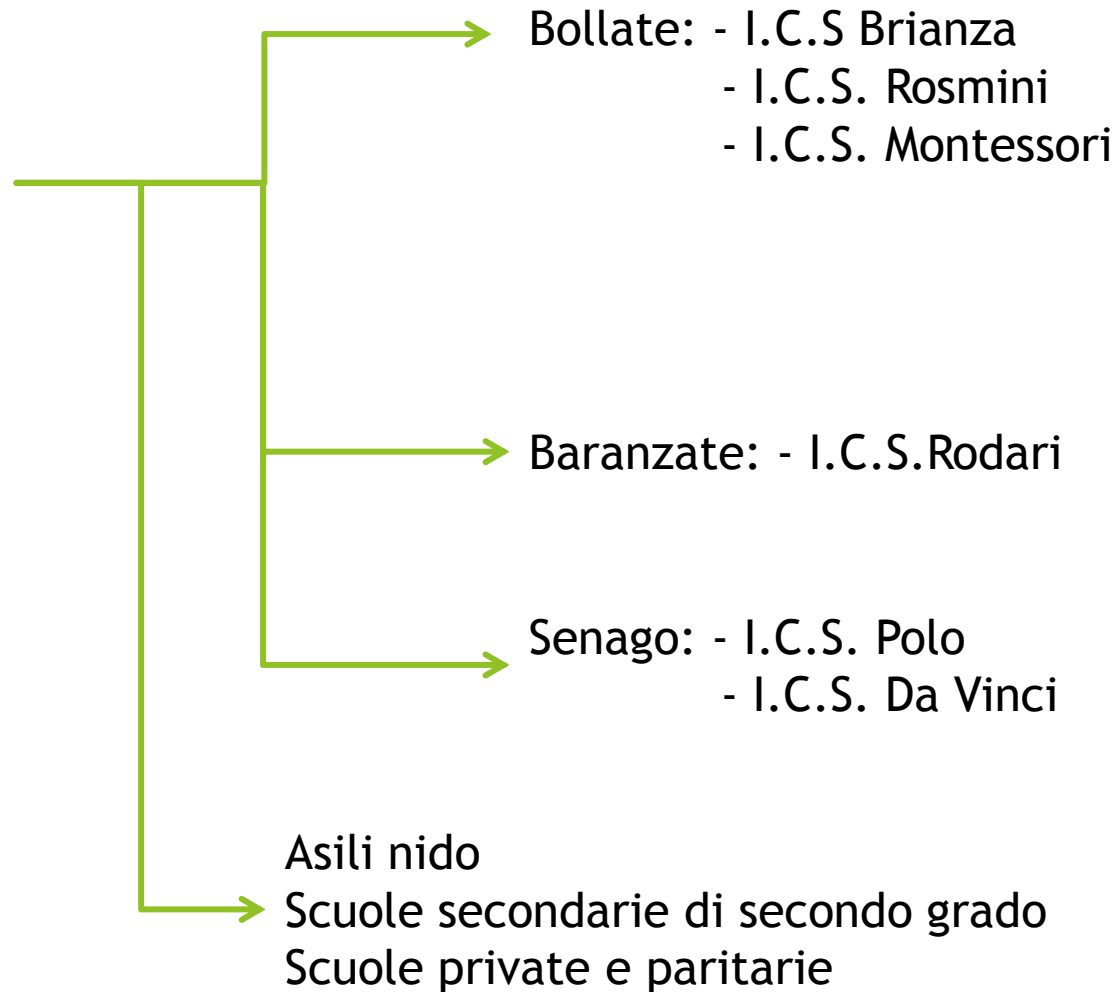 Bollate: - I.C.S Brianza
- I.C.S. Rosmini
- I.C.S. Montessori
Baranzate: - I.C.S.Rodari
Senago: - I.C.S. Polo
- I.C.S. Da Vinci
Asili nido
Scuole secondarie di secondo grado
Scuole private e paritarie